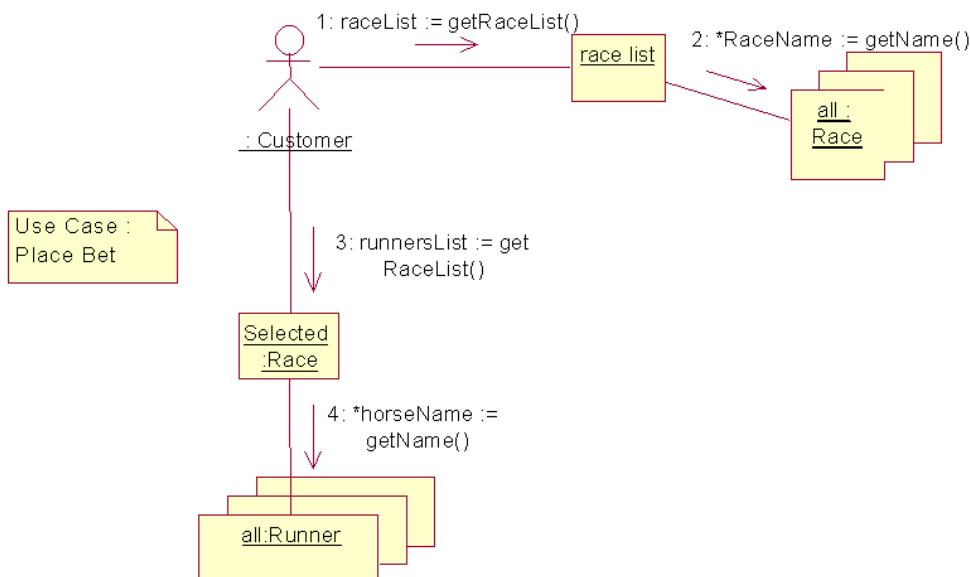 1: raceList := getRaceList()
race list
2: *RaceName := getName()
all :
Race
: Customer
Use Case :
Place Bet
3: runnersList := get
RaceList()
Selected
:Race
4: *horseName :=
getName()
all:Runner